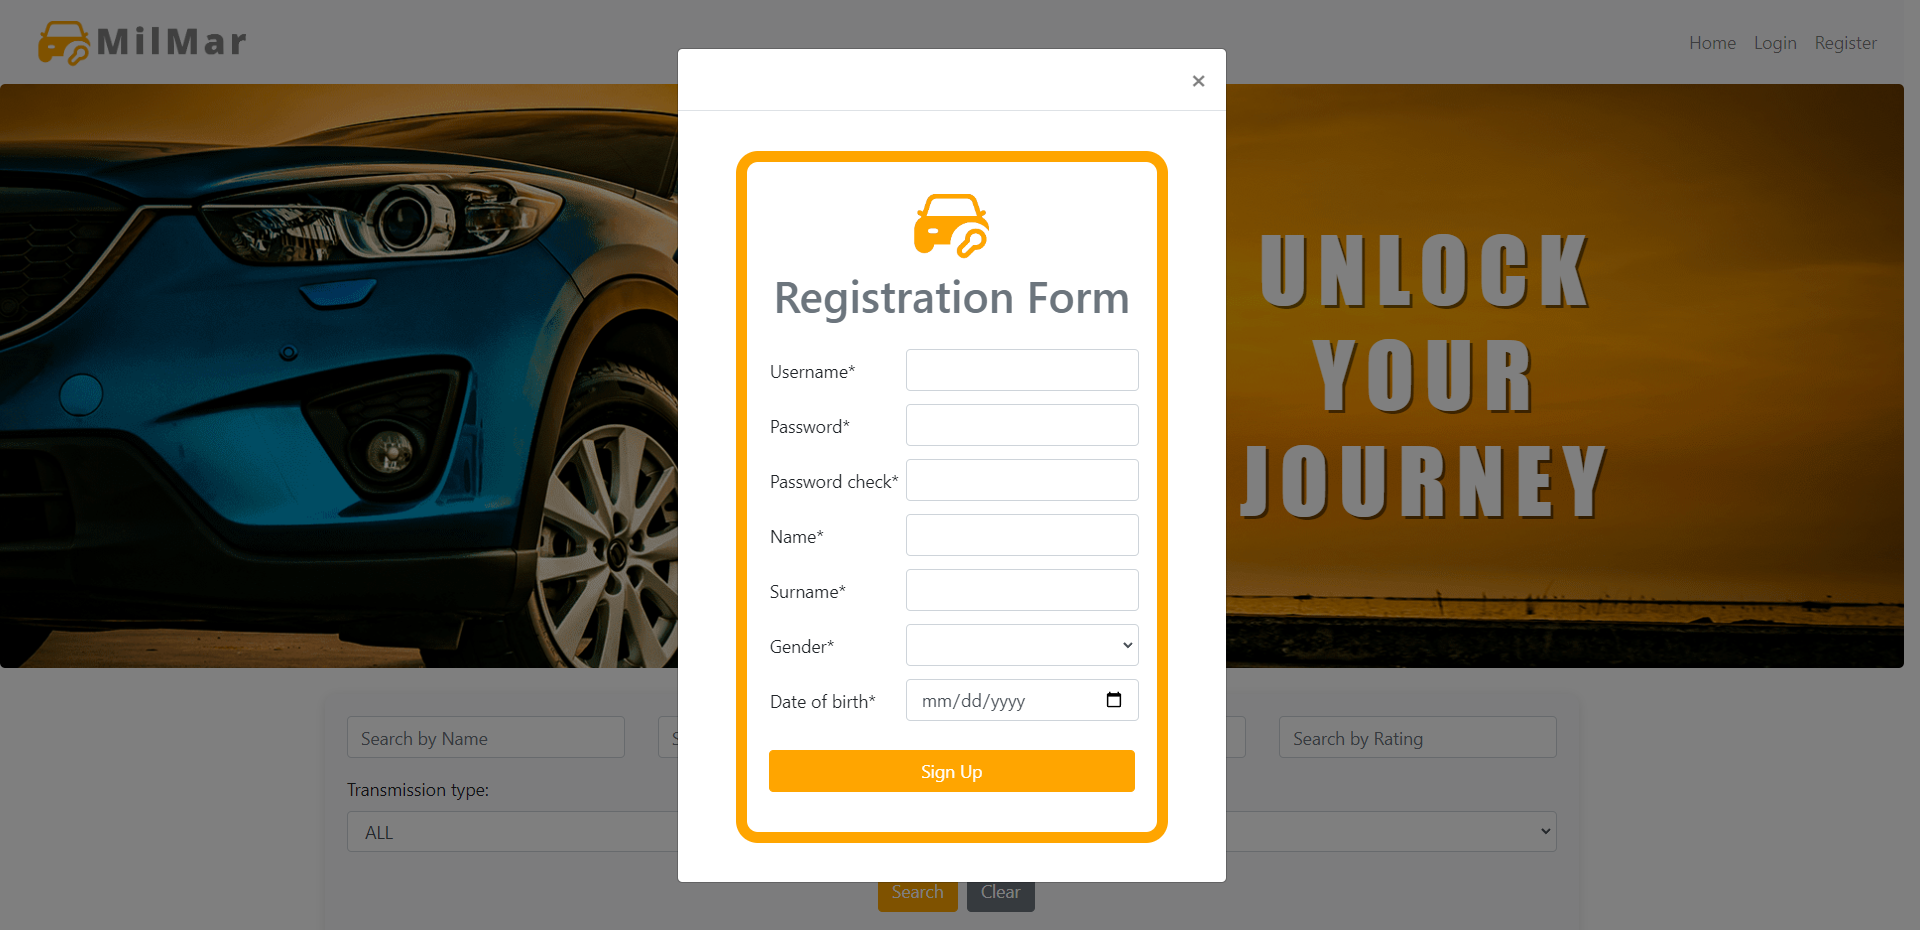 MilMar
Home Login Register
×
UNLOCK
YOUR
JOURNEY
Registration Form
Username*
Password*
Password check*
Name*
Surname*
Gender*
Date of birth* mm/dd/yyyy
Sign Up
Search by Name
S
Search by Rating
Transmission type:
ALL
Search Clear